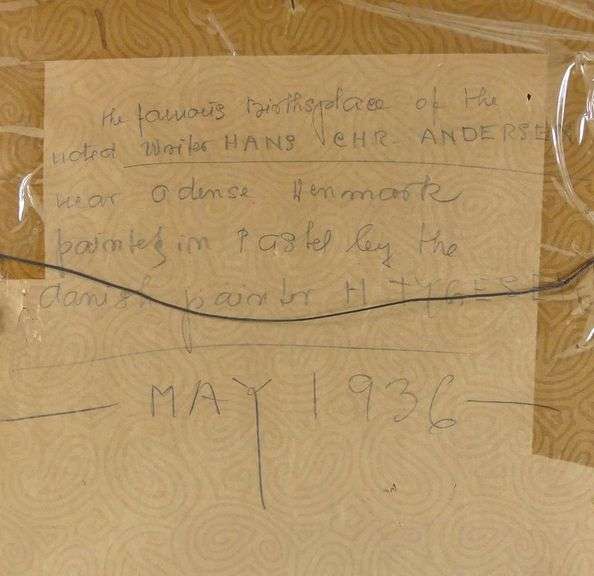 the famous Birthsplace of the
noted Writer HANS CHR. ANDERSEN
near Odense Denmark
painted in Pastel by the
danish painter H TYGESEN
— MAY 1936 —